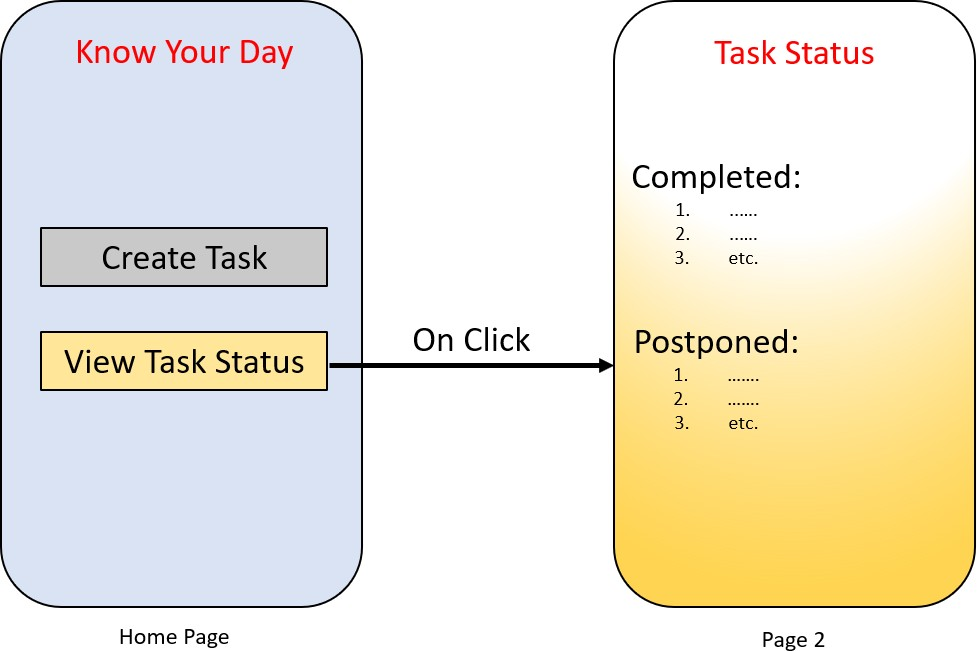 Know Your Day
Create Task
View Task Status
Home Page
On Click
Task Status
Completed:
1. ......
2. ......
3. etc.
Postponed:
1. .......
2. .......
3. etc.
Page 2